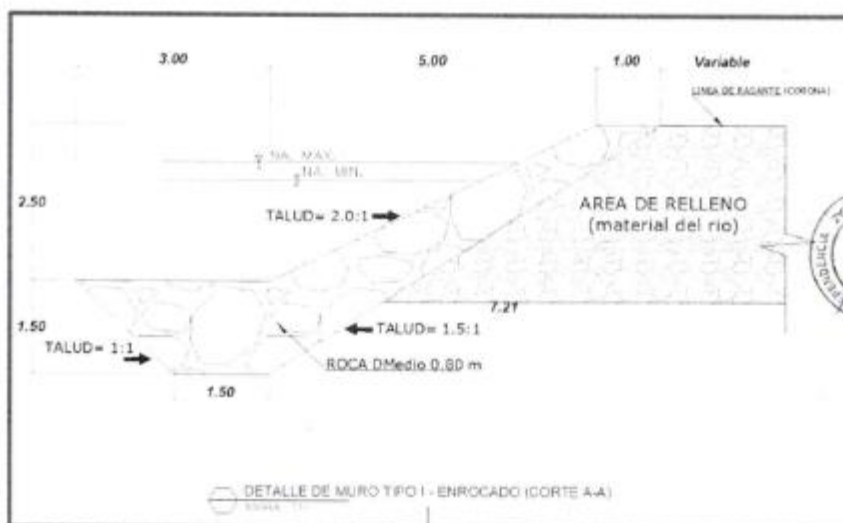 3.00 5.00 1.00 Variable
LINEA DE RASANTE (CORONA)
NA. MAX.
NA. MIN.
2.50
TALUD= 2.0:1
AREA DE RELLENO
(material del rio)
PENDENCIA
7.21
1.50
TALUD= 1.5:1
TALUD= 1:1
ROCA DMedio 0.80 m
1.50
DETALLE DE MURO TIPO I - ENROCADO (CORTE A-A)